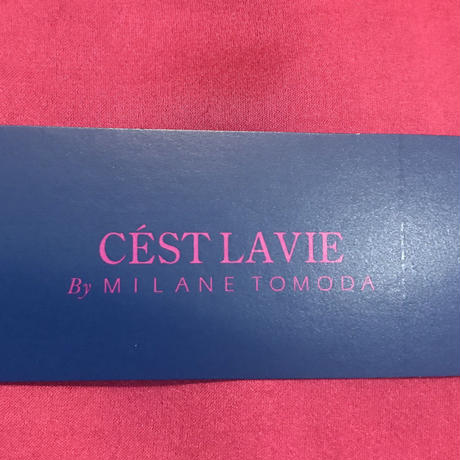 CÉST LAVIE
By MILANE TOMODA